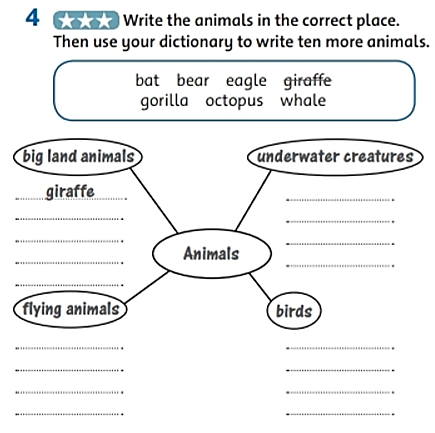 4 ★★★ Write the animals in the correct place.
Then use your dictionary to write ten more animals.
bat bear eagle giraffe
gorilla octopus whale
big land animals
underwater creatures
giraffe
Animals
flying animals
birds